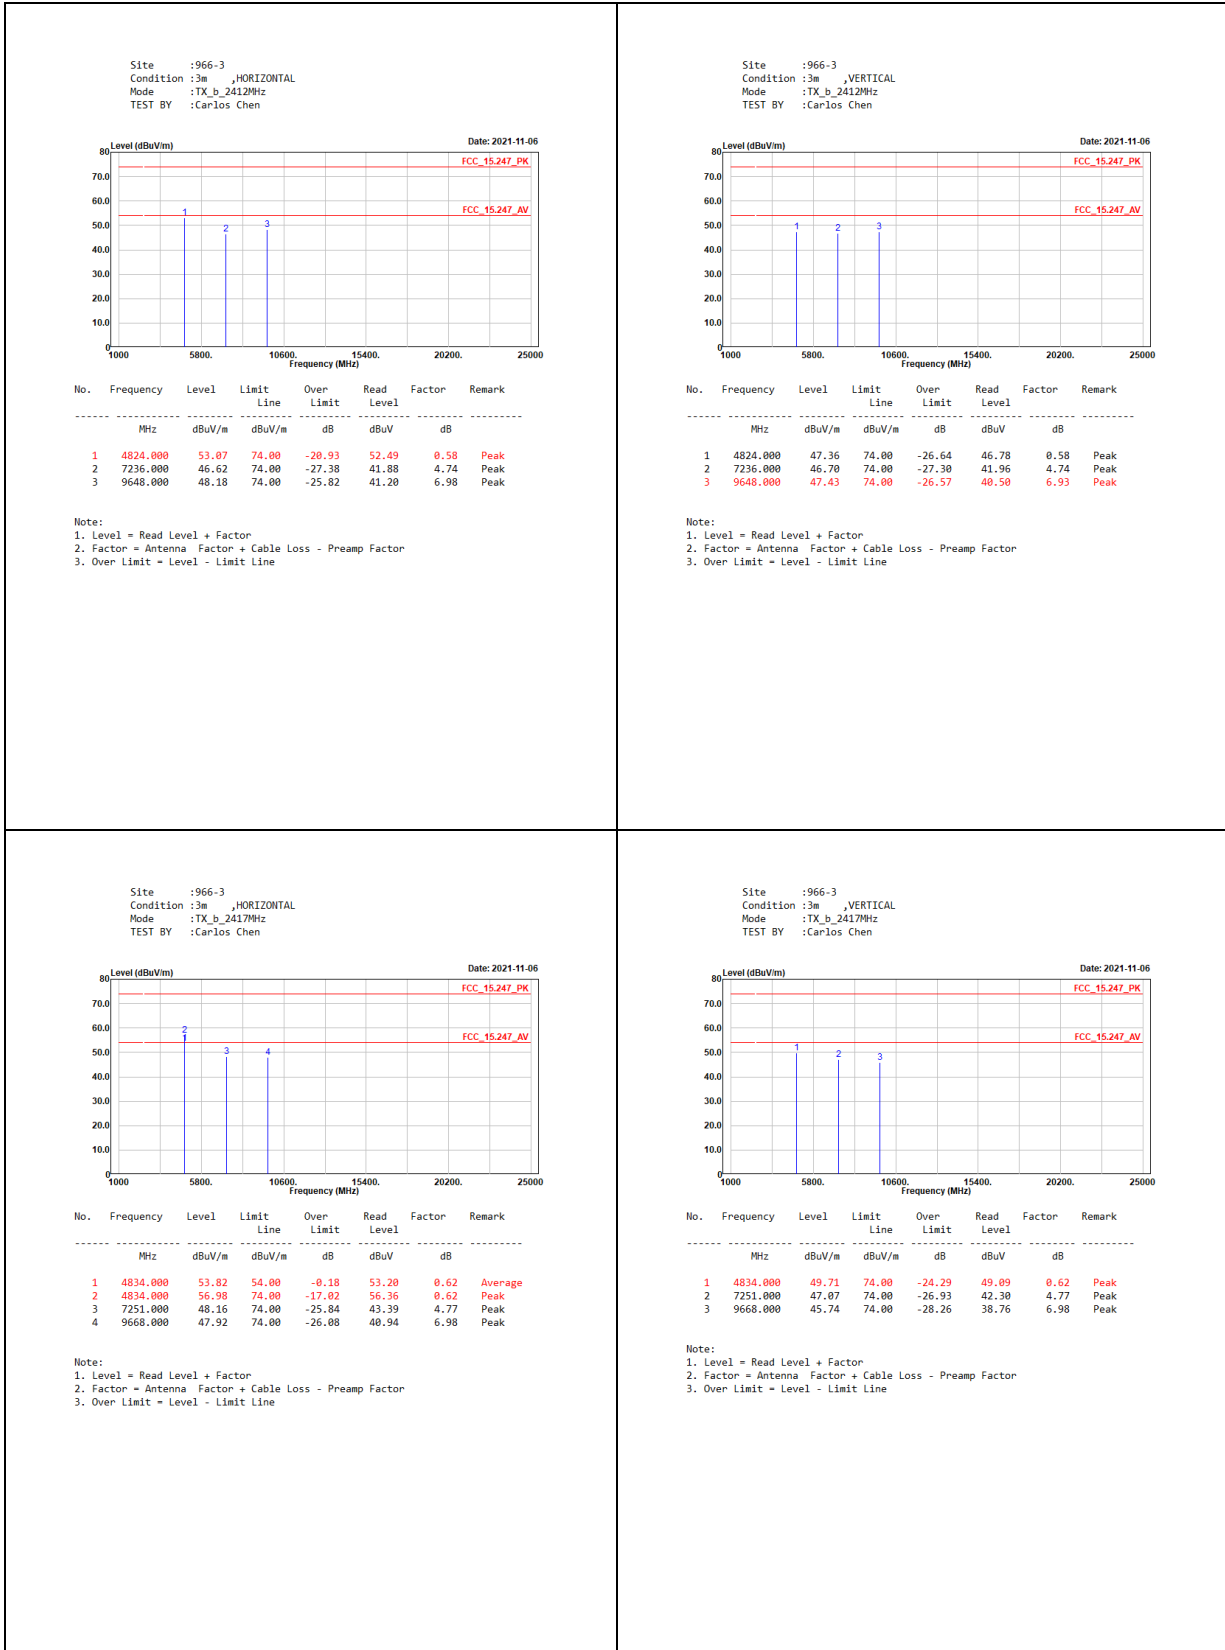 Site :966-3
Condition :3m ,HORIZONTAL
Mode :TX_b_2412MHz
TEST BY :Carlos Chen
Level (dBuV/m) Date: 2021-11-06
80
FCC_15.247_PK
70.0
60.0
FCC_15.247_AV
1
50.0
2
3
40.0
30.0
20.0
10.0
0
1000 5800. 10600. 15400. 20200. 25000
Frequency (MHz)
No. Frequency Level Limit Over Read Factor Remark
Line Limit Level
------ ----------- -------- --------- --------- --------- -------- ---------
MHz dBuV/m dBuV/m dB dBuV dB
1 4824.000 53.07 74.00 -20.93 52.49 0.58 Peak
2 7236.000 46.62 74.00 -27.38 41.88 4.74 Peak
3 9648.000 48.18 74.00 -25.82 41.20 6.98 Peak
Note:
1. Level = Read Level + Factor
2. Factor = Antenna Factor + Cable Loss - Preamp Factor
3. Over Limit = Level - Limit Line
Site :966-3
Condition :3m ,VERTICAL
Mode :TX_b_2412MHz
TEST BY :Carlos Chen
Level (dBuV/m) Date: 2021-11-06
80
FCC_15.247_PK
70.0
60.0
FCC_15.247_AV
50.0
1 2 3
40.0
30.0
20.0
10.0
0
1000 5800. 10600. 15400. 20200. 25000
Frequency (MHz)
No. Frequency Level Limit Over Read Factor Remark
Line Limit Level
------ ----------- -------- --------- --------- --------- -------- ---------
MHz dBuV/m dBuV/m dB dBuV dB
1 4824.000 47.36 74.00 -26.64 46.78 0.58 Peak
2 7236.000 46.70 74.00 -27.30 41.96 4.74 Peak
3 9648.000 47.43 74.00 -26.57 40.50 6.93 Peak
Note:
1. Level = Read Level + Factor
2. Factor = Antenna Factor + Cable Loss - Preamp Factor
3. Over Limit = Level - Limit Line
Site :966-3
Condition :3m ,HORIZONTAL
Mode :TX_b_2417MHz
TEST BY :Carlos Chen
Level (dBuV/m) Date: 2021-11-06
80
FCC_15.247_PK
70.0
60.0
2
FCC_15.247_AV
1
50.0
3 4
40.0
30.0
20.0
10.0
0
1000 5800. 10600. 15400. 20200. 25000
Frequency (MHz)
No. Frequency Level Limit Over Read Factor Remark
Line Limit Level
------ ----------- -------- --------- --------- --------- -------- ---------
MHz dBuV/m dBuV/m dB dBuV dB
1 4834.000 53.82 54.00 -0.18 53.20 0.62 Average
2 4834.000 56.98 74.00 -17.02 56.36 0.62 Peak
3 7251.000 48.16 74.00 -25.84 43.39 4.77 Peak
4 9668.000 47.92 74.00 -26.08 40.94 6.98 Peak
Note:
1. Level = Read Level + Factor
2. Factor = Antenna Factor + Cable Loss - Preamp Factor
3. Over Limit = Level - Limit Line
Site :966-3
Condition :3m ,VERTICAL
Mode :TX_b_2417MHz
TEST BY :Carlos Chen
Level (dBuV/m) Date: 2021-11-06
80
FCC_15.247_PK
70.0
60.0
FCC_15.247_AV
50.0
1 2 3
40.0
30.0
20.0
10.0
0
1000 5800. 10600. 15400. 20200. 25000
Frequency (MHz)
No. Frequency Level Limit Over Read Factor Remark
Line Limit Level
------ ----------- -------- --------- --------- --------- -------- ---------
MHz dBuV/m dBuV/m dB dBuV dB
1 4834.000 49.71 74.00 -24.29 49.09 0.62 Peak
2 7251.000 47.07 74.00 -26.93 42.30 4.77 Peak
3 9668.000 45.74 74.00 -28.26 38.76 6.98 Peak
Note:
1. Level = Read Level + Factor
2. Factor = Antenna Factor + Cable Loss - Preamp Factor
3. Over Limit = Level - Limit Line